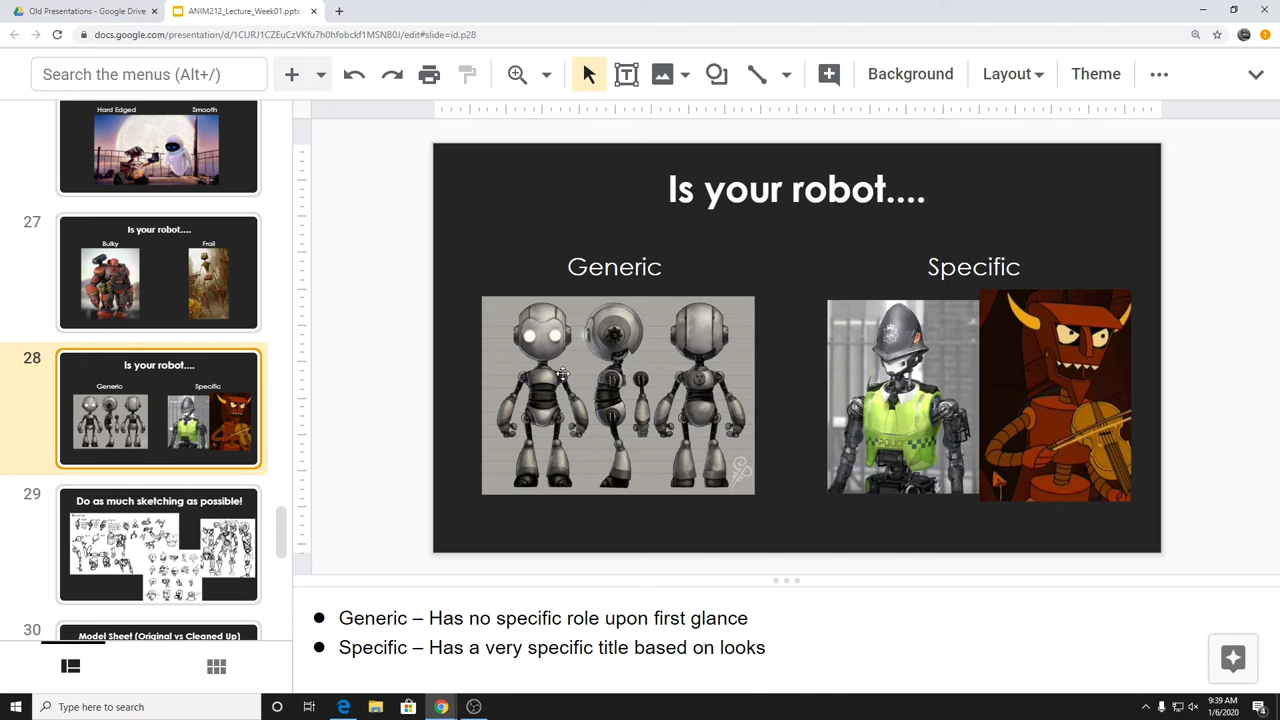 Old Presentations - Google Drive
ANIM212_Lecture_Week01.pptx
docs.google.com/presentation/d/1CURJ1CZEuCzVKfu7h0hfobckf1MSNB0J/edit#slide=id.p28
Search the menus (Alt+/)
Background
Layout
Theme
Hard Edged Smooth
27
Is your robot....
Bulky Frail
28
Is your robot....
Generic Specific
29
Do as much sketching as possible!
30
Model Sheet (Original vs Cleaned Up)
Is your robot....
Generic Specific
POLICE
● Generic – Has no specific role upon first glance
● Specific – Has a very specific title based on looks
Type here to search
9:39 AM
1/6/2020
4